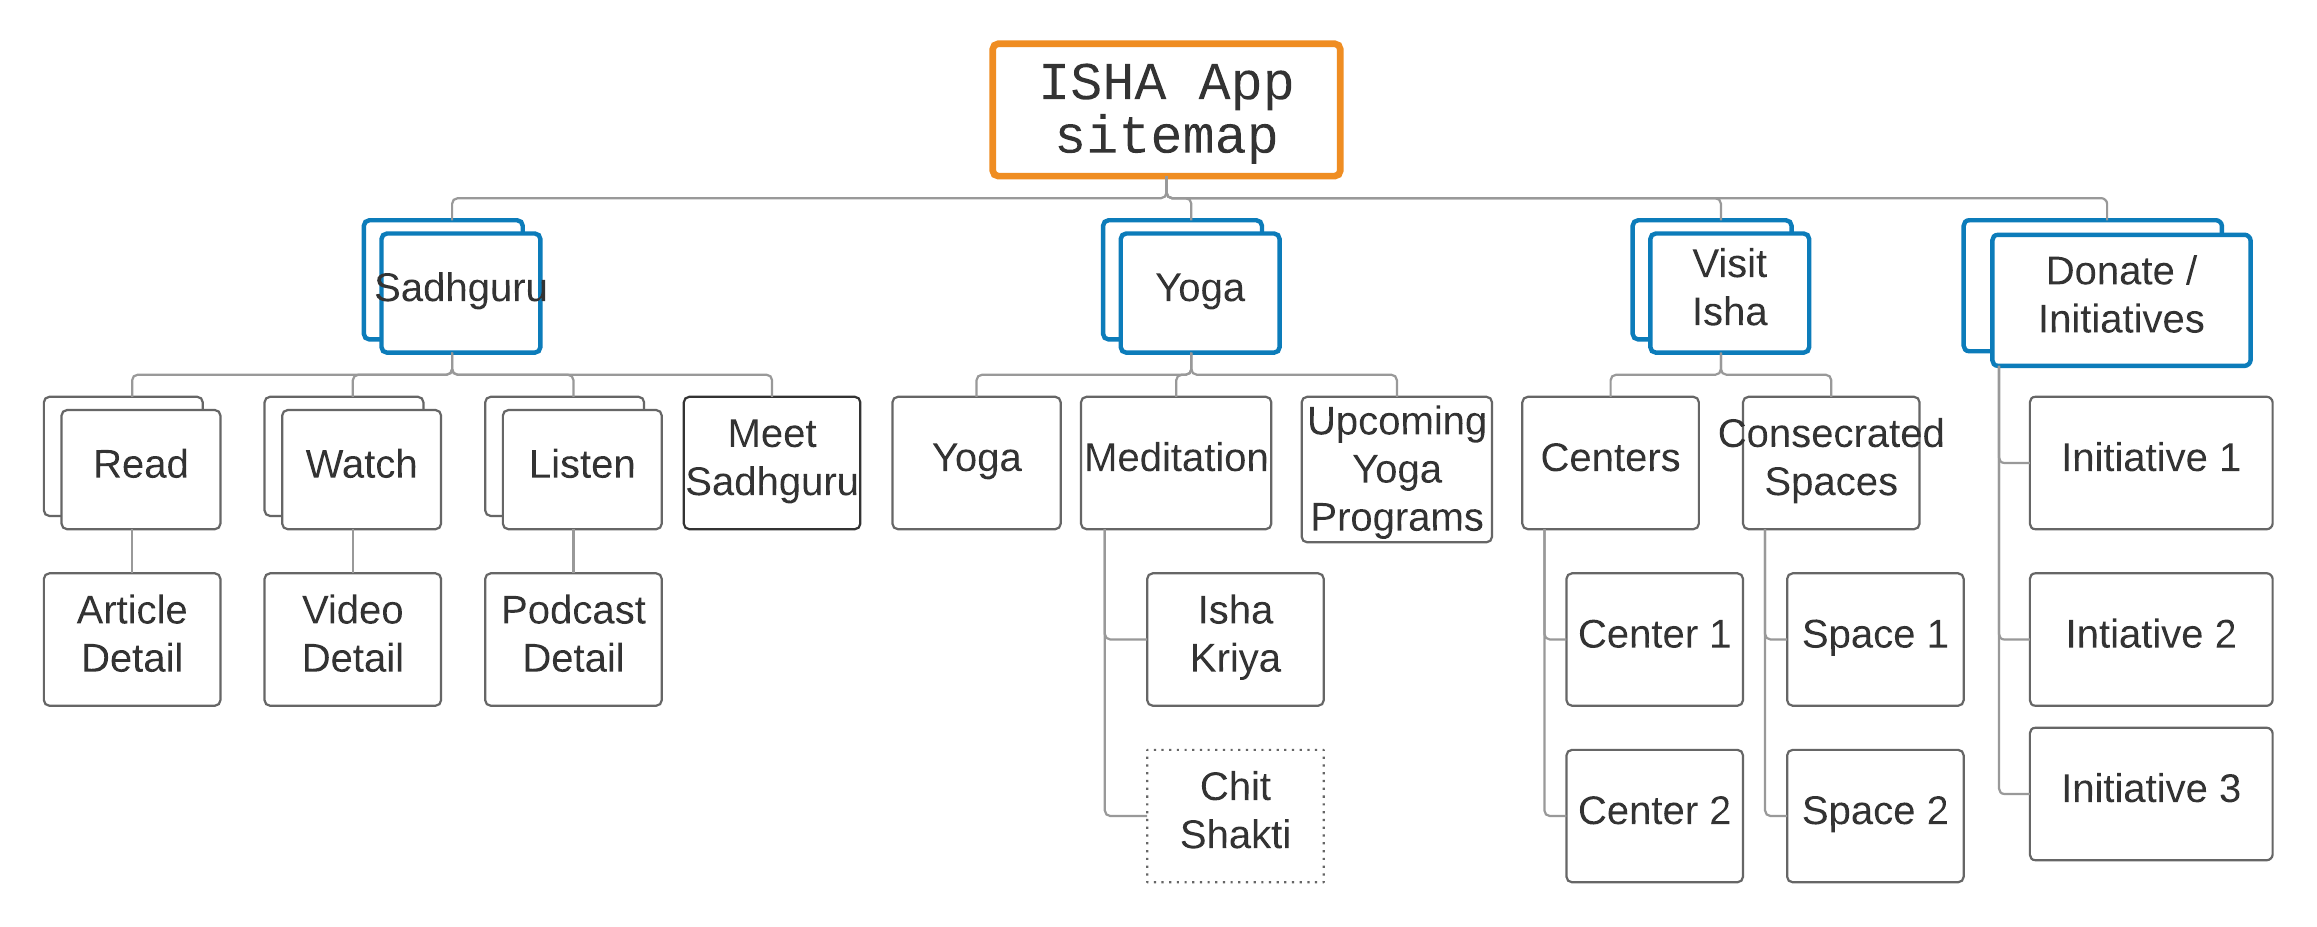 ISHA App
sitemap
Sadhguru
Yoga
Visit
Isha
Donate /
Initiatives
Read
Watch
Listen
Meet
Sadhguru
Yoga
Meditation
Upcoming
Yoga
Programs
Centers
Consecrated
Spaces
Initiative 1
Article
Detail
Video
Detail
Podcast
Detail
Isha
Kriya
Center 1
Space 1
Intiative 2
Chit
Shakti
Center 2
Space 2
Initiative 3